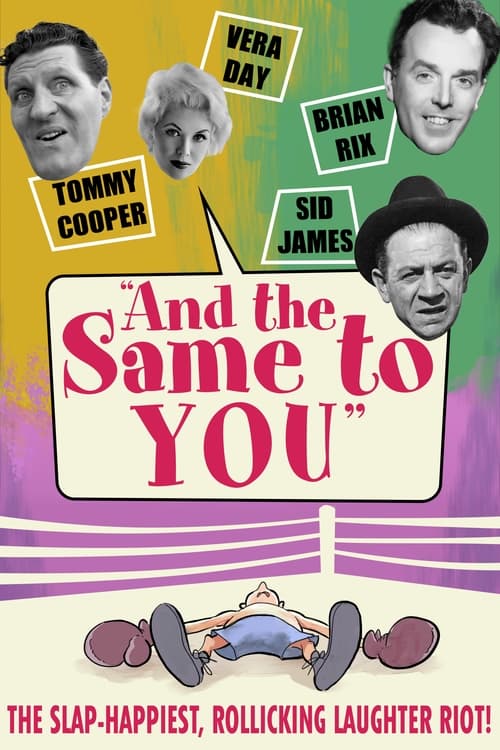 VERA
DAY
BRIAN
RIX
TOMMY
COOPER
SID
JAMES
"And the
Same to
YOU"
THE SLAP-HAPPIEST, ROLLICKING LAUGHTER RIOT!